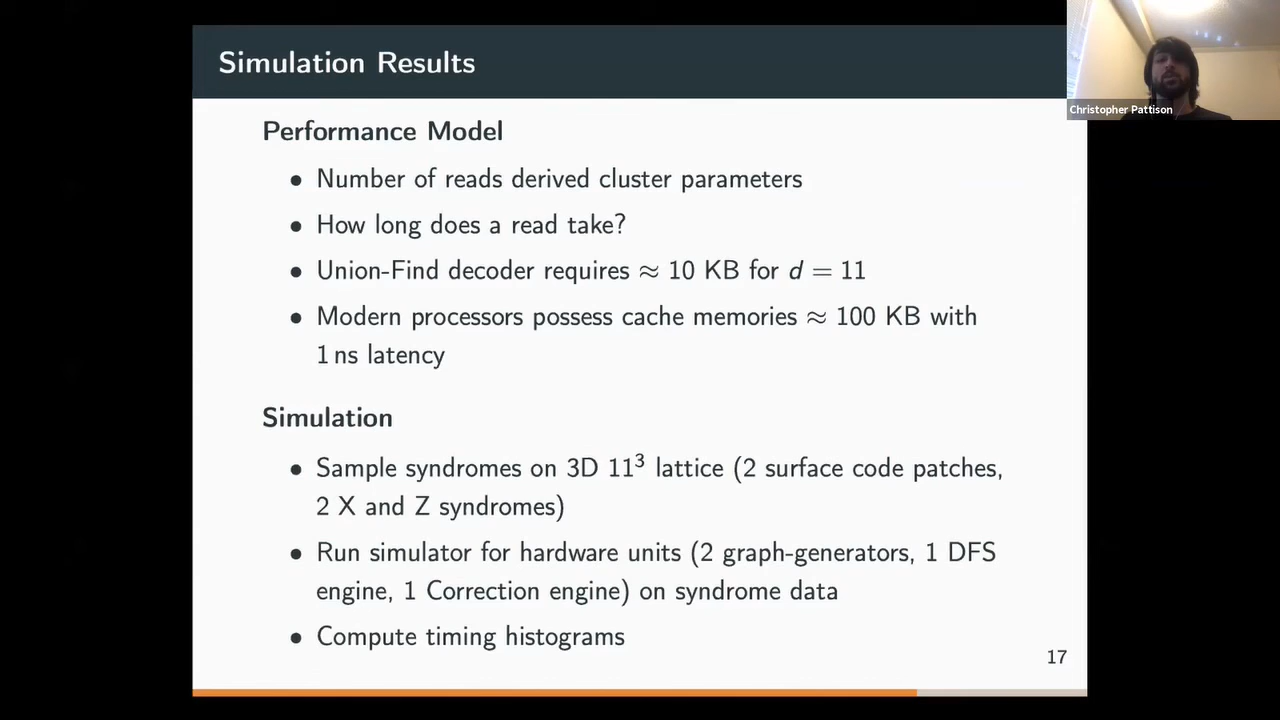 Simulation Results
Christopher Pattison
Performance Model
• Number of reads derived cluster parameters
• How long does a read take?
• Union-Find decoder requires ≈ 10 KB for d = 11
• Modern processors possess cache memories ≈ 100 KB with
1 ns latency
Simulation
• Sample syndromes on 3D 11³ lattice (2 surface code patches,
2 X and Z syndromes)
• Run simulator for hardware units (2 graph-generators, 1 DFS
engine, 1 Correction engine) on syndrome data
• Compute timing histograms
17